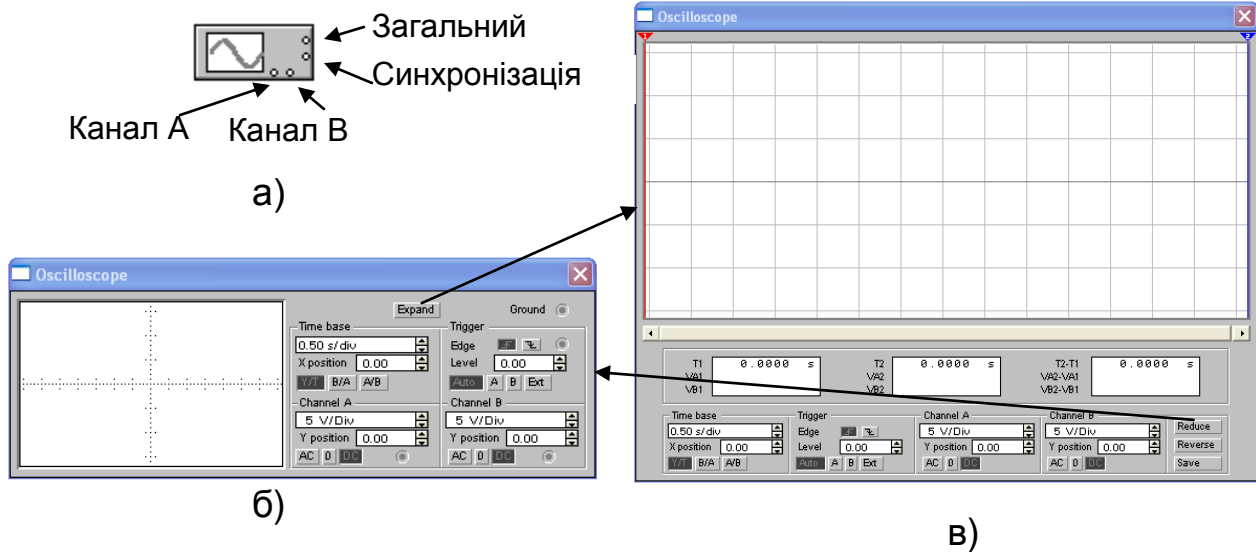 Загальний
Синхронізація
Канал А
Канал В
а)
Oscilloscope
Expand
Ground
Time base
0.50 s/div
X position 0.00
Y/T B/A A/B
Trigger
Edge
Level 0.00
Auto A B Ext
Channel A
5 V/Div
Y position 0.00
AC 0 DC
Channel B
5 V/Div
Y position 0.00
AC 0 DC
б)
Oscilloscope
1
2
T1 0.0000 s
VA1
VB1
T2 0.0000 s
VA2
VB2
T2-T1 0.0000 s
VA2-VA1
VB2-VB1
Time base
0.50 s/div
X position 0.00
Y/T B/A A/B
Trigger
Edge
Level 0.00
Auto A B Ext
Channel A
5 V/Div
Y position 0.00
AC 0 DC
Channel B
5 V/Div
Y position 0.00
AC 0 DC
Reduce
Reverse
Save
в)